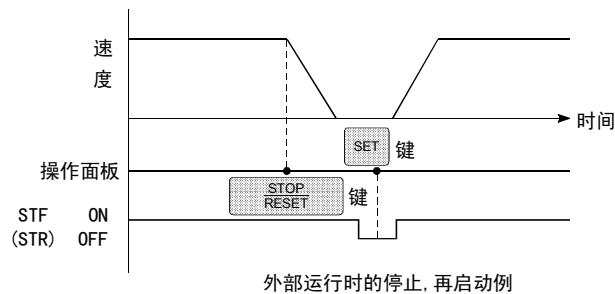 速
度
时间
SET 键
操作面板
STOP
RESET 键
STF ON
(STR) OFF
外部运行时的停止, 再启动例